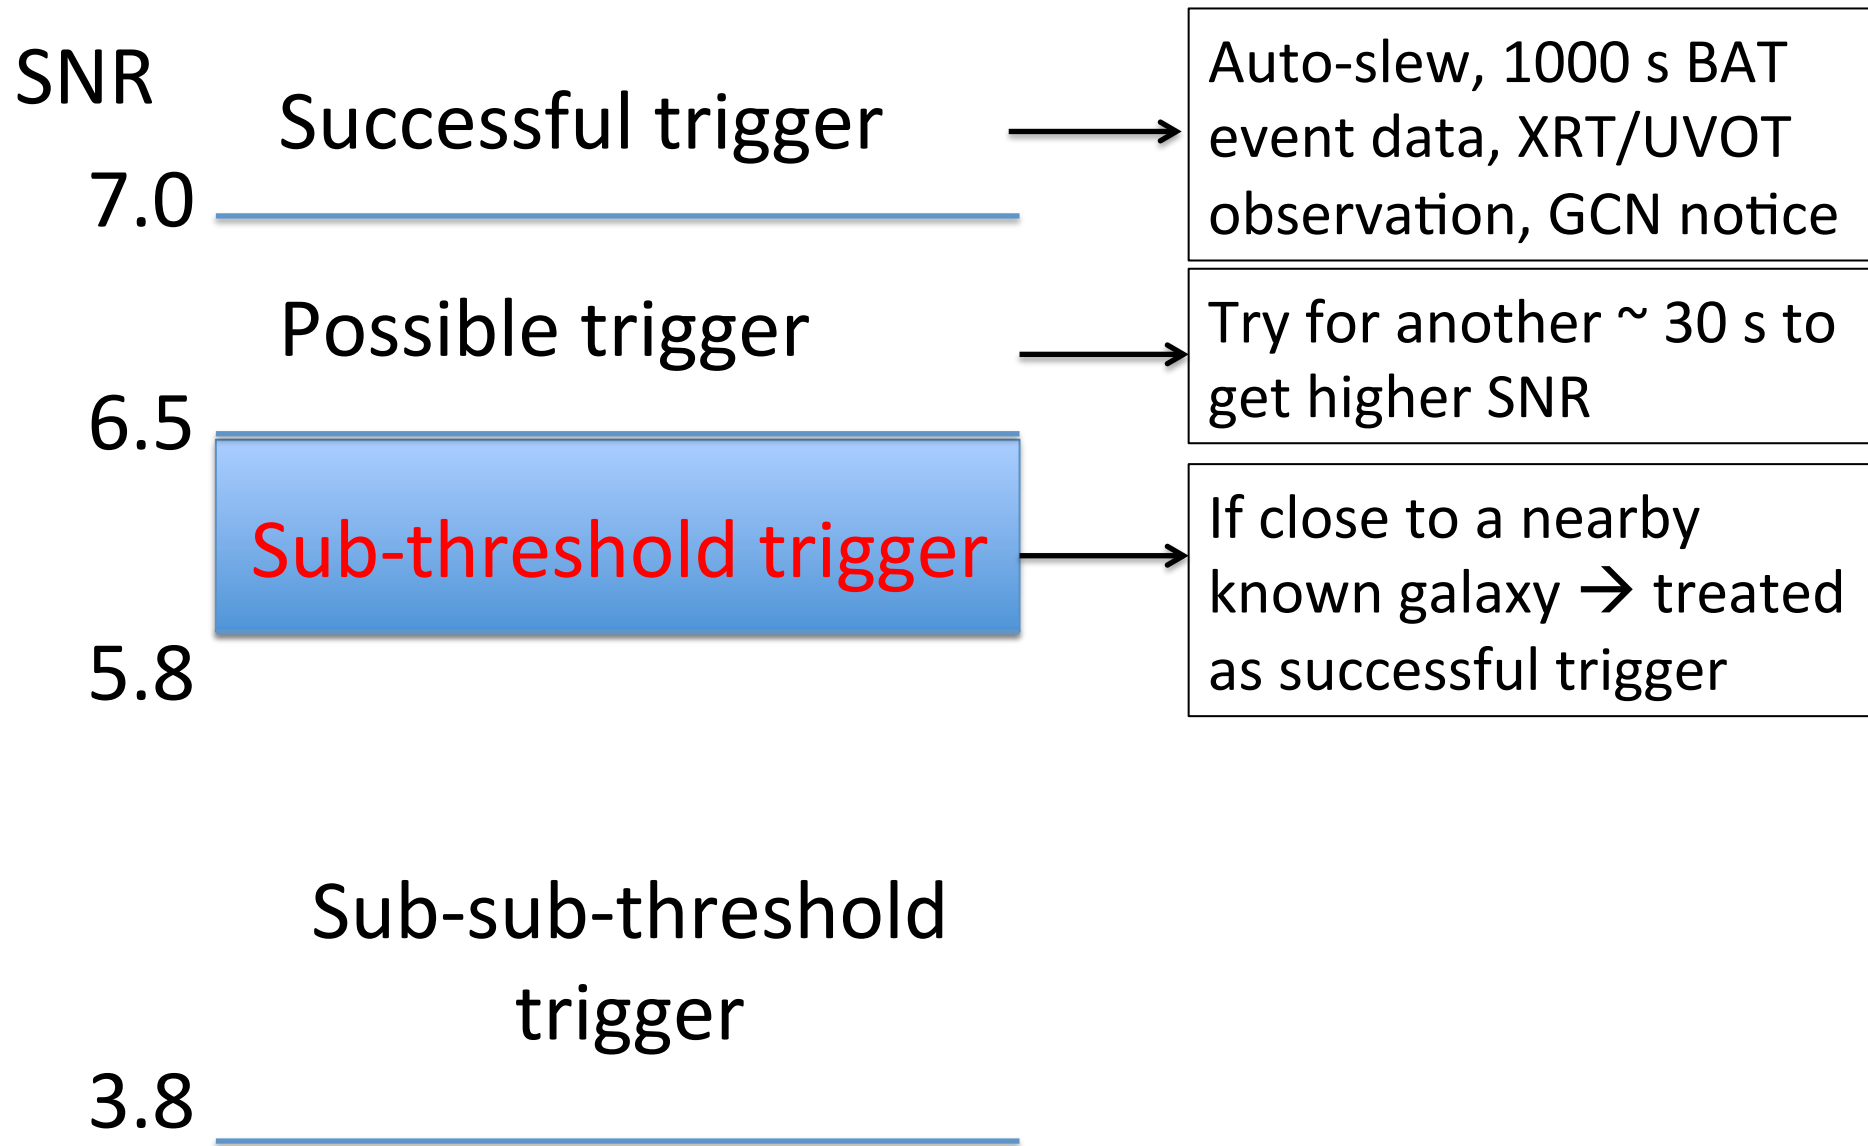 SNR
Successful trigger
Auto-slew, 1000 s BAT
event data, XRT/UVOT
observation, GCN notice
7.0
Possible trigger
Try for another ~ 30 s to
get higher SNR
6.5
Sub-threshold trigger
If close to a nearby
known galaxy → treated
as successful trigger
5.8
Sub-sub-threshold
trigger
3.8